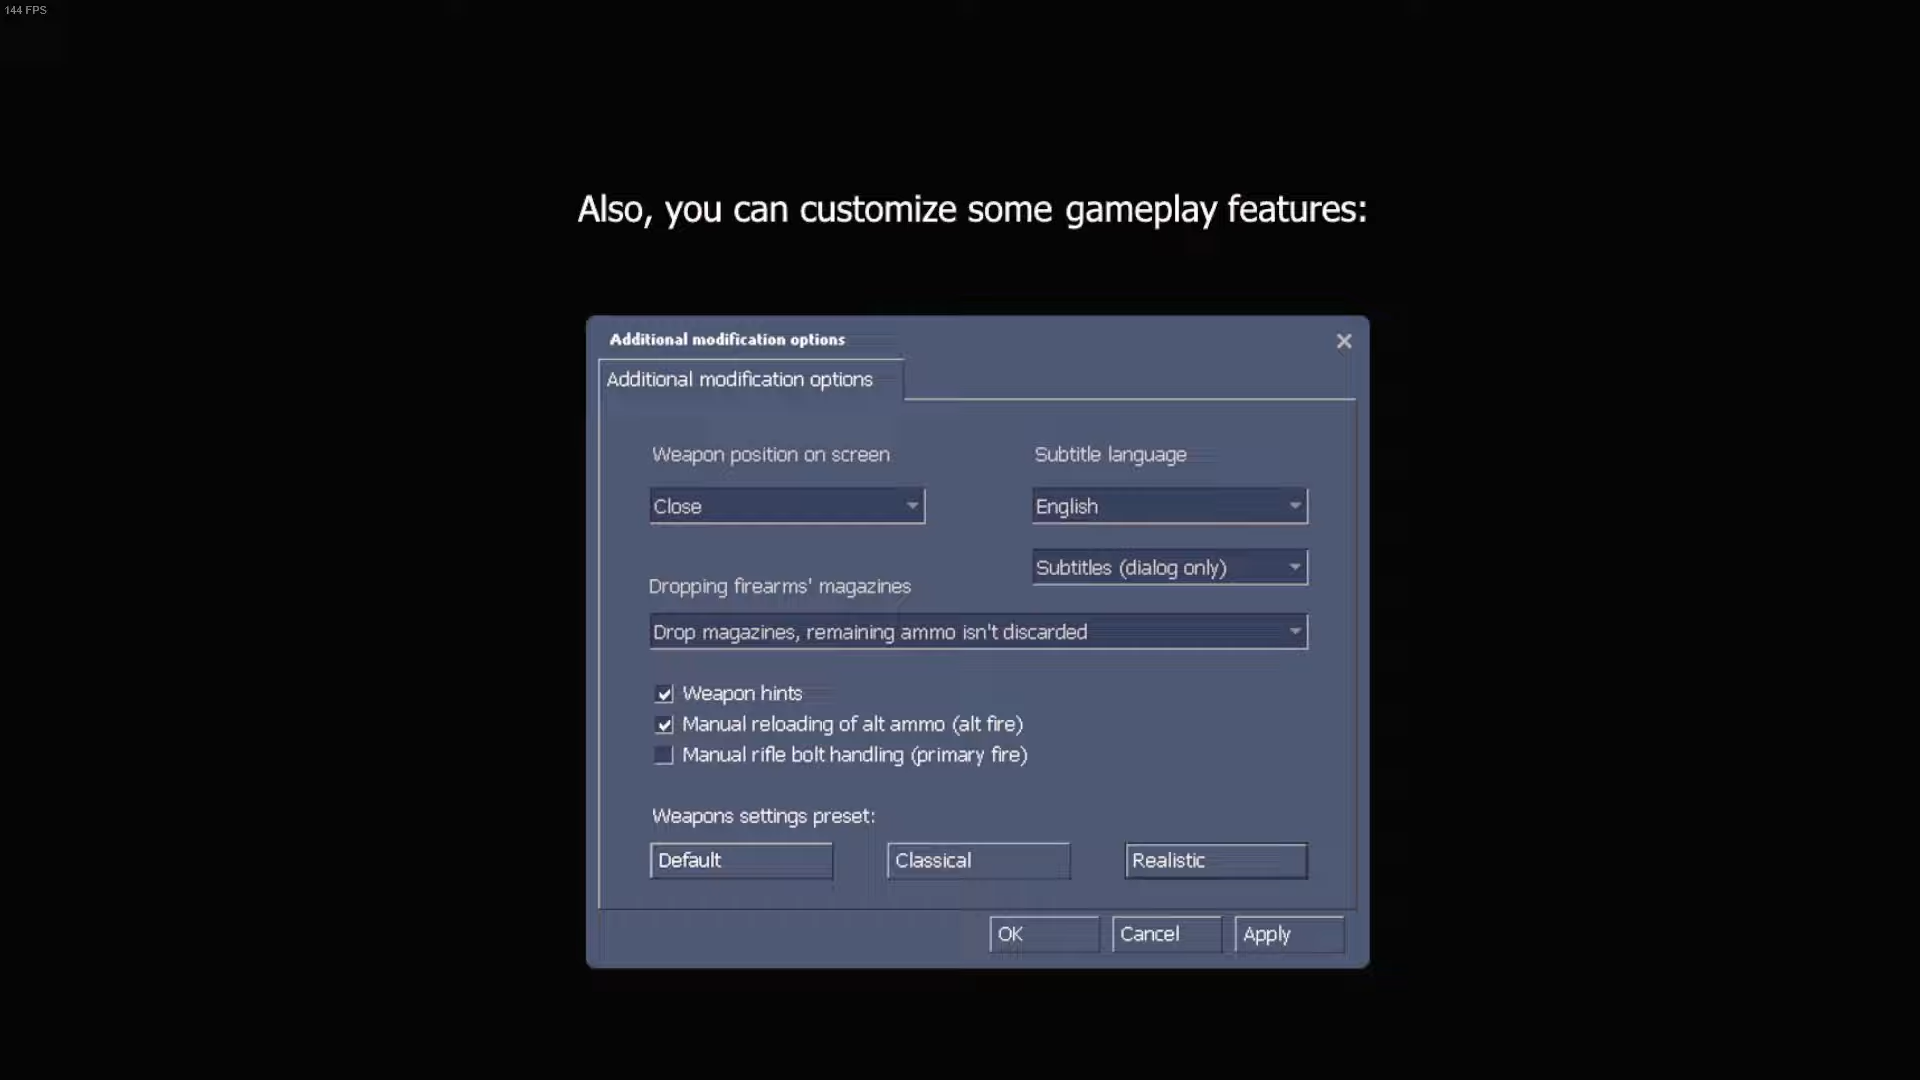 144 FPS
Also, you can customize some gameplay features:
Additional modification options
Additional modification options
Weapon position on screen
Subtitle language
Close
English
Subtitles (dialog only)
Dropping firearms' magazines
Drop magazines, remaining ammo isn't discarded
Weapon hints
Manual reloading of alt ammo (alt fire)
Manual rifle bolt handling (primary fire)
Weapons settings preset:
Default
Classical
Realistic
OK
Cancel
Apply